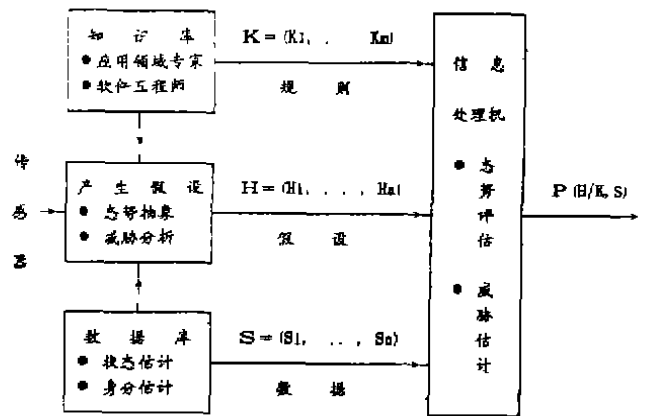 知识库
● 应用领域专家
● 软件工程师
K = (K1, . Km)
规则
传感器
产生假设
● 态势抽象
● 威胁分析
H = (H1, . . . , Hn)
假设
数据库
● 状态估计
● 身分估计
S = (S1, . . , Sn)
数据
信息
处理机
● 态势评估
● 威胁估计
P (H/K, S)